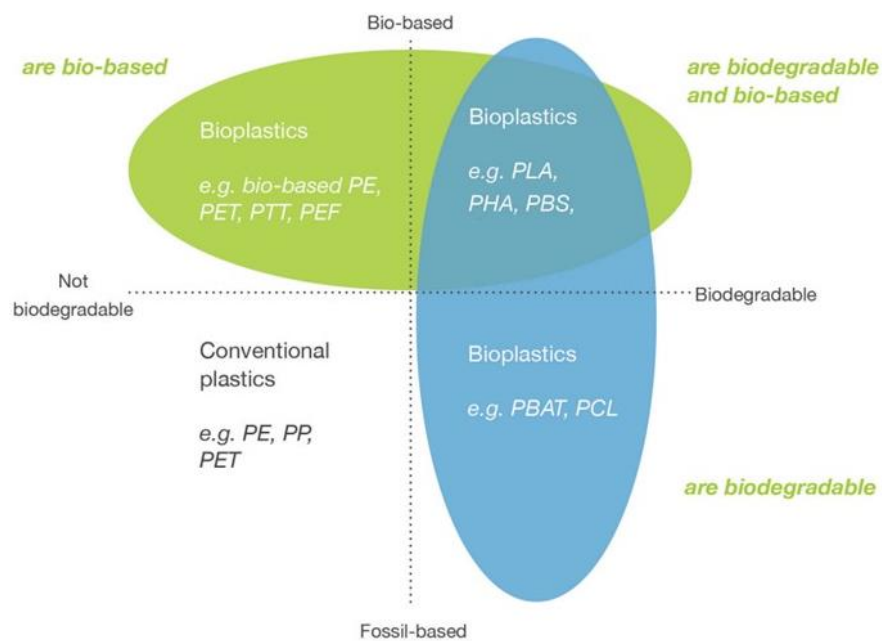 Bio-based
are bio-based
are biodegradable
and bio-based
Bioplastics
e.g. bio-based PE,
PET, PTT, PEF
Bioplastics
e.g. PLA,
PHA, PBS,
Not
biodegradable
Biodegradable
Conventional
plastics
e.g. PE, PP,
PET
Bioplastics
e.g. PBAT, PCL
are biodegradable
Fossil-based